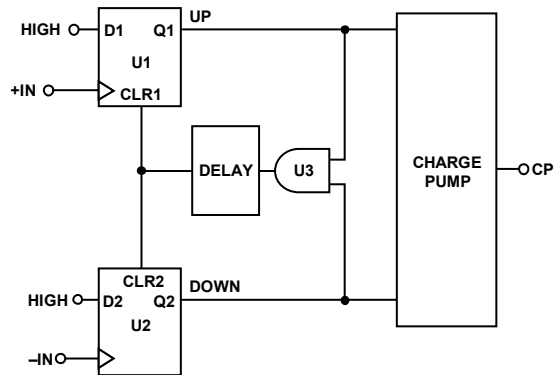 HIGH
D1
Q1
UP
U1
+IN
CLR1
DELAY
U3
CHARGE
PUMP
CP
CLR2
HIGH
D2
Q2
DOWN
U2
–IN